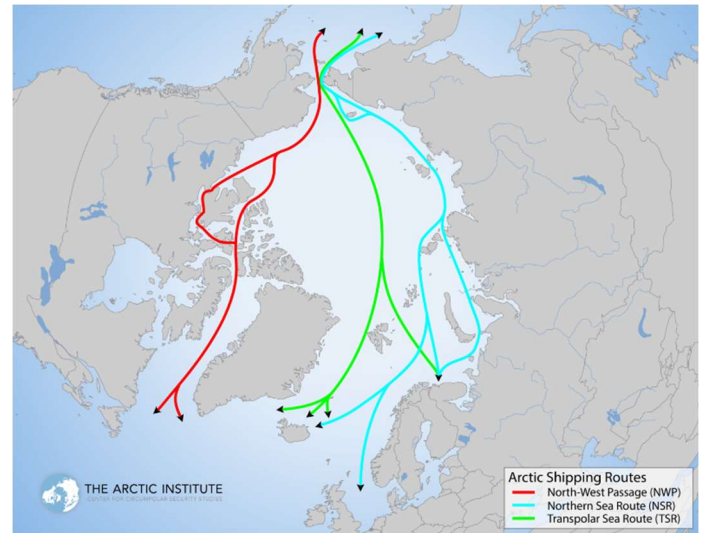 THE ARCTIC INSTITUTE
CENTER FOR CIRCUMPOLAR SECURITY STUDIES
Arctic Shipping Routes
North-West Passage (NWP)
Northern Sea Route (NSR)
Transpolar Sea Route (TSR)